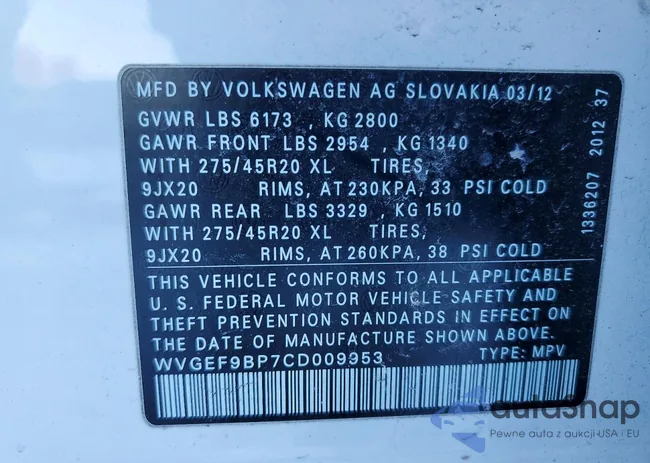 MFD BY VOLKSWAGEN AG SLOVAKIA 03/12
GVWR LBS 6173 , KG 2800
GAWR FRONT LBS 2954 , KG 1340
WITH 275/45R20 XL TIRES,
9JX20 RIMS, AT 230KPA, 33 PSI COLD
GAWR REAR LBS 3329 , KG 1510
WITH 275/45R20 XL TIRES,
9JX20 RIMS, AT 260KPA, 38 PSI COLD
THIS VEHICLE CONFORMS TO ALL APPLICABLE
U. S. FEDERAL MOTOR VEHICLE SAFETY AND
THEFT PREVENTION STANDARDS IN EFFECT ON
THE DATE OF MANUFACTURE SHOWN ABOVE.
WVGEF9BP7CD009953 TYPE: MPV
1336207 2012 37
autosnap
Pewne auta z aukcji USA i EU